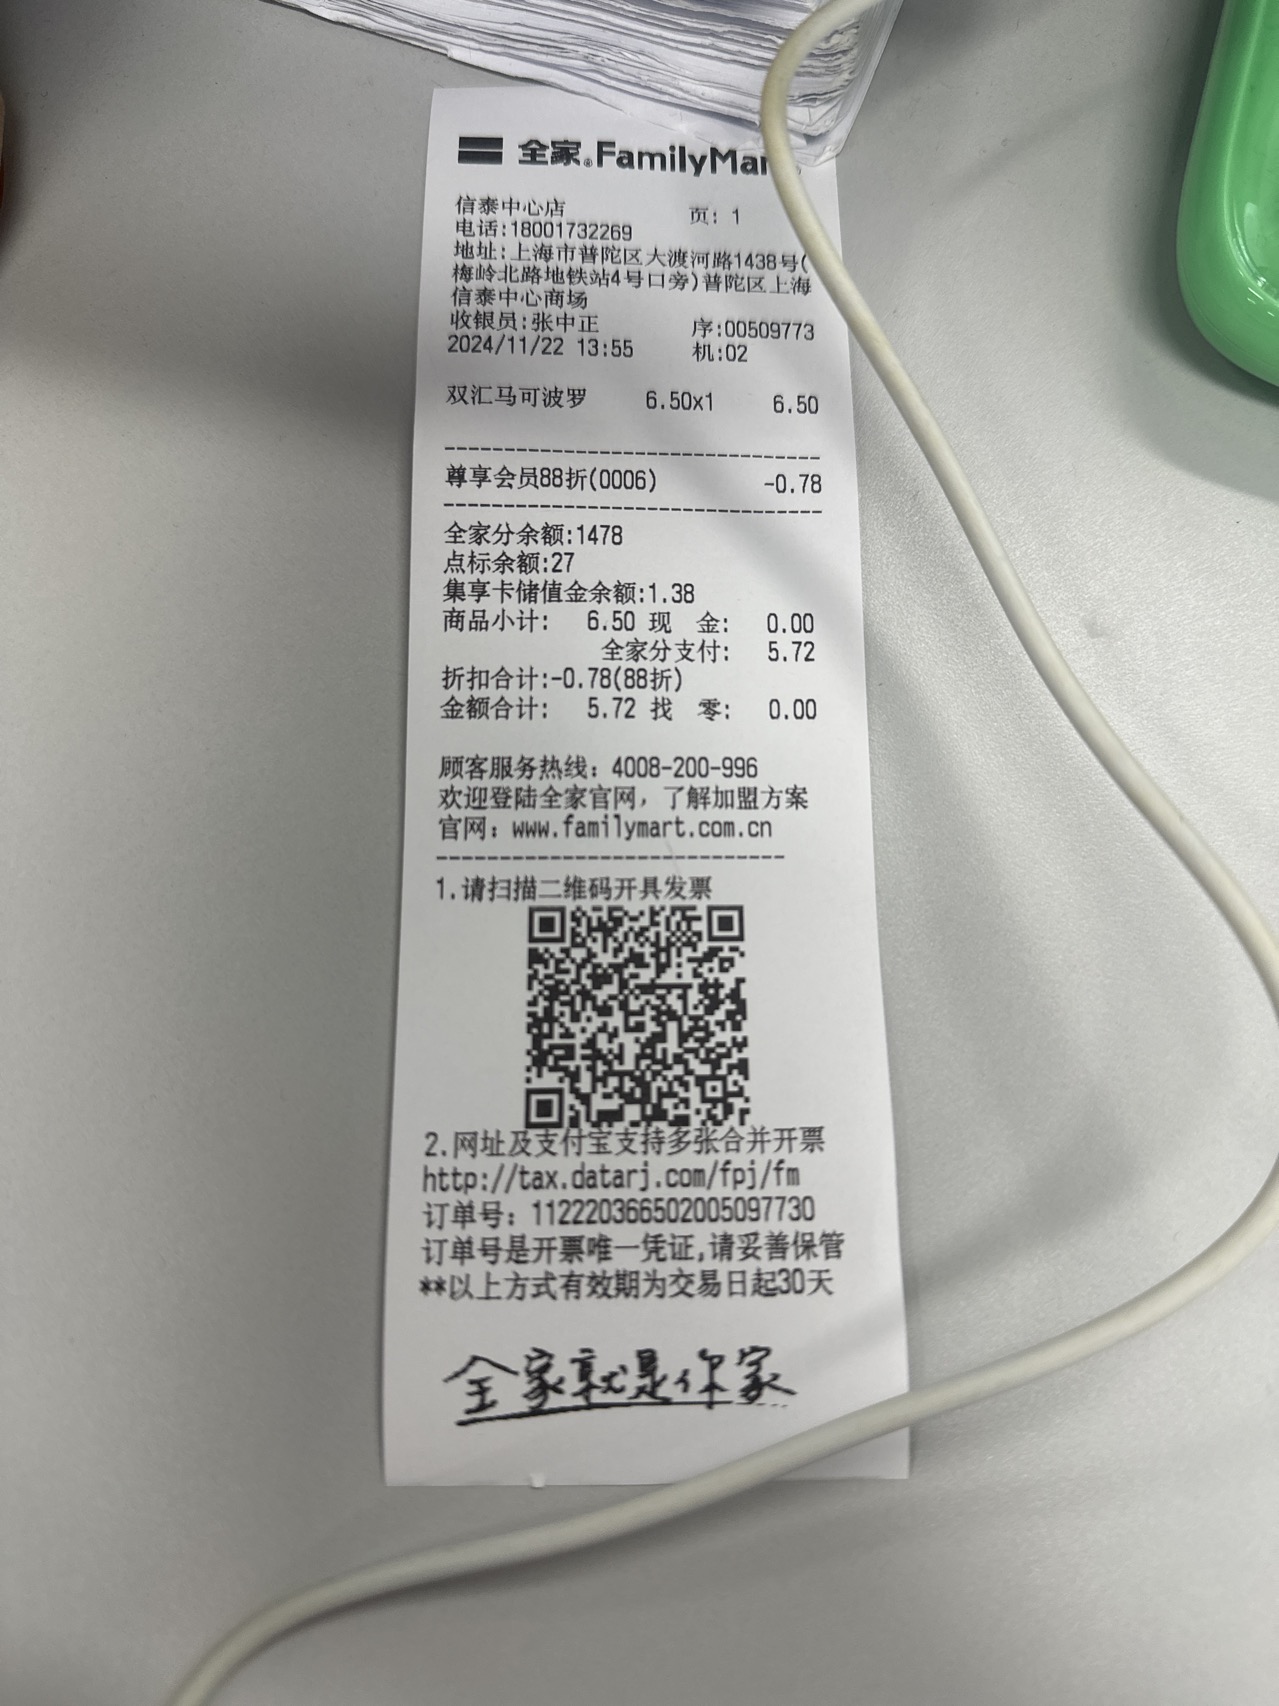 全家®FamilyMar
信泰中心店 页: 1
电话:18001732269
地址:上海市普陀区大渡河路1438号(
梅岭北路地铁站4号口旁)普陀区上海
信泰中心商场
收银员:张中正 序:00509773
2024/11/22 13:55 机:02
双汇马可波罗 6.50x1 6.50
尊享会员88折(0006) -0.78
全家分余额:1478
点标余额:27
集享卡储值金余额:1.38
商品小计: 6.50 现 金: 0.00
全家分支付: 5.72
折扣合计:-0.78(88折)
金额合计: 5.72 找 零: 0.00
顾客服务热线: 4008-200-996
欢迎登陆全家官网, 了解加盟方案
官网: www.familymart.com.cn
1.请扫描二维码开具发票
2.网址及支付宝支持多张合并开票
http://tax.datarj.com/fpj/fm
订单号: 112220366502005097730
订单号是开票唯一凭证,请妥善保管
**以上方式有效期为交易日起30天
全家就是你家